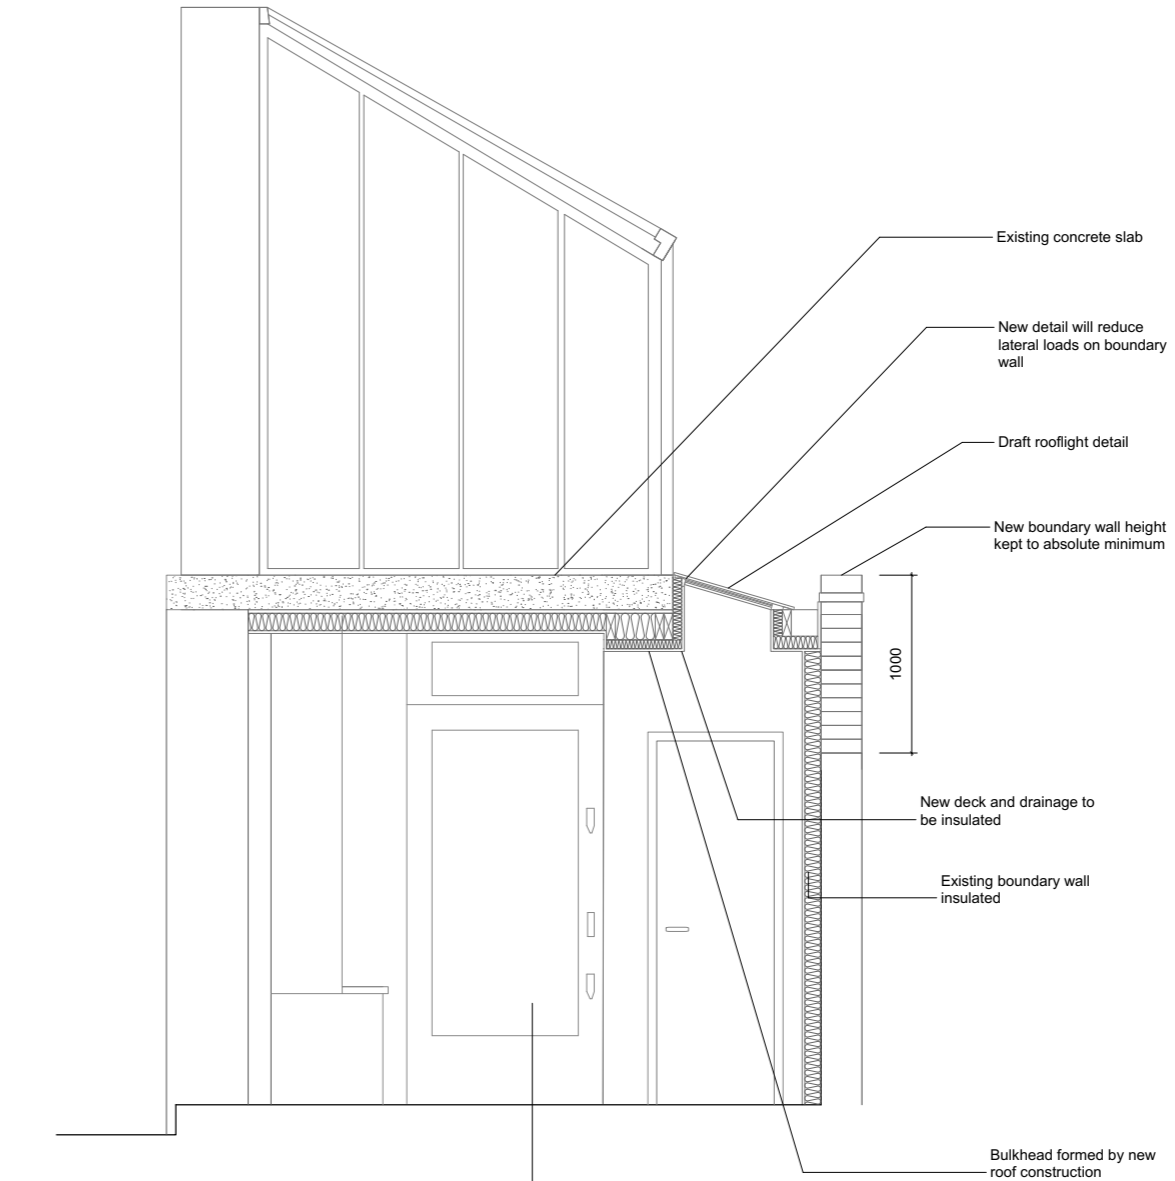 Existing concrete slab
New detail will reduce
lateral loads on boundary
wall
Draft rooflight detail
New boundary wall height
kept to absolute minimum
1000
New deck and drainage to
be insulated
Existing boundary wall
insulated
Bulkhead formed by new
roof construction